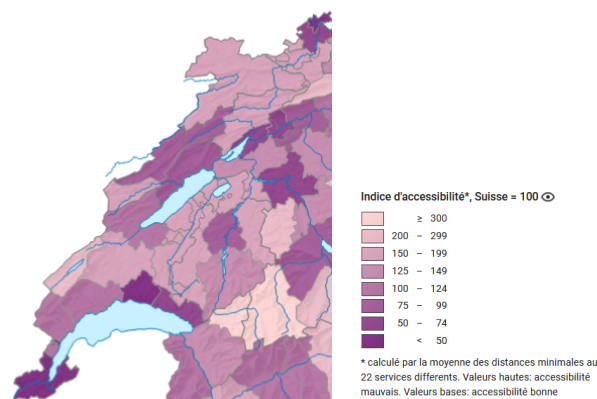 Indice d'accessibilité*, Suisse = 100
≥ 300
200 – 299
150 – 199
125 – 149
100 – 124
75 – 99
50 – 74
< 50
* calculé par la moyenne des distances minimales au
22 services differents. Valeurs hautes: accessibilité
mauvais. Valeurs bases: accessibilité bonne